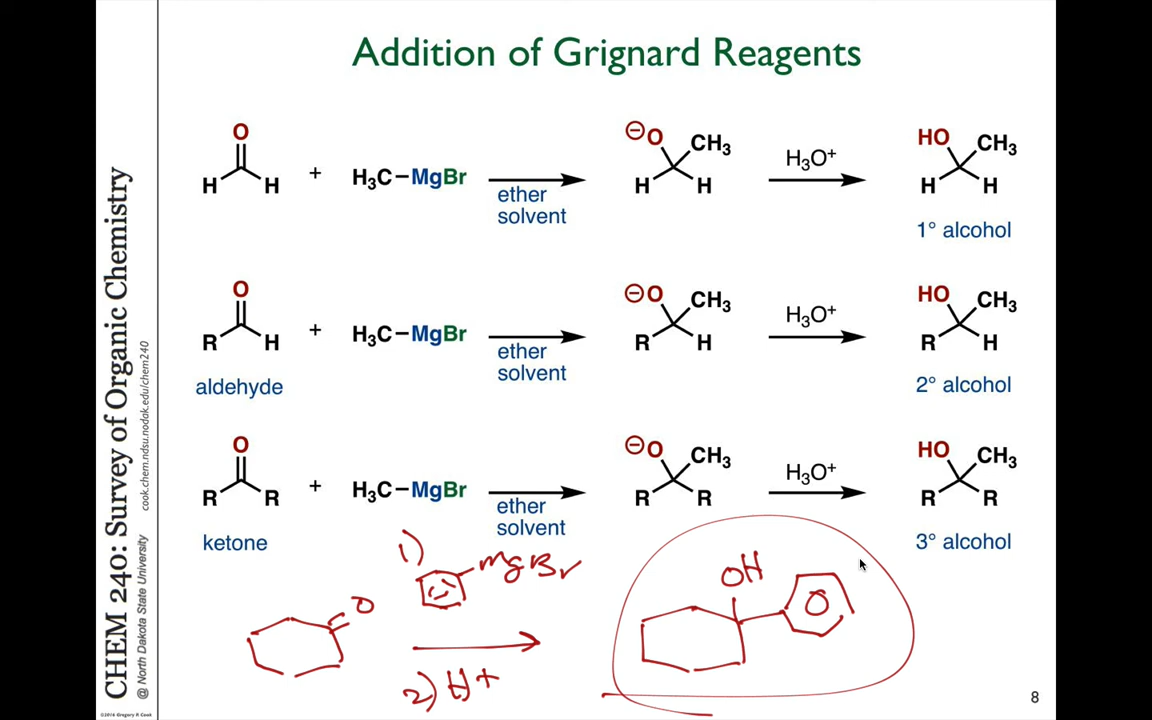 Addition of Grignard Reagents
O
H H + H₃C–MgBr ether solvent ⊖O CH₃ H H H₃O⁺ HO CH₃ H H
1° alcohol
O
R H + H₃C–MgBr ether solvent ⊖O CH₃ R H H₃O⁺ HO CH₃ R H
aldehyde 2° alcohol
O
R R + H₃C–MgBr ether solvent ⊖O CH₃ R R H₃O⁺ HO CH₃ R R
ketone 3° alcohol
1) MgBr
O OH
2) H+
8
CHEM 240: Survey of Organic Chemistry
@ North Dakota State University cook.chem.ndsu.nodak.edu/chem240
©2016 Gregory R. Cook